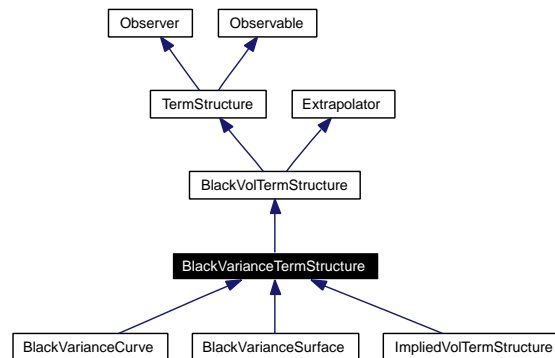 Observer
Observable
TermStructure
Extrapolator
BlackVolTermStructure
BlackVarianceTermStructure
BlackVarianceCurve
BlackVarianceSurface
ImpliedVolTermStructure